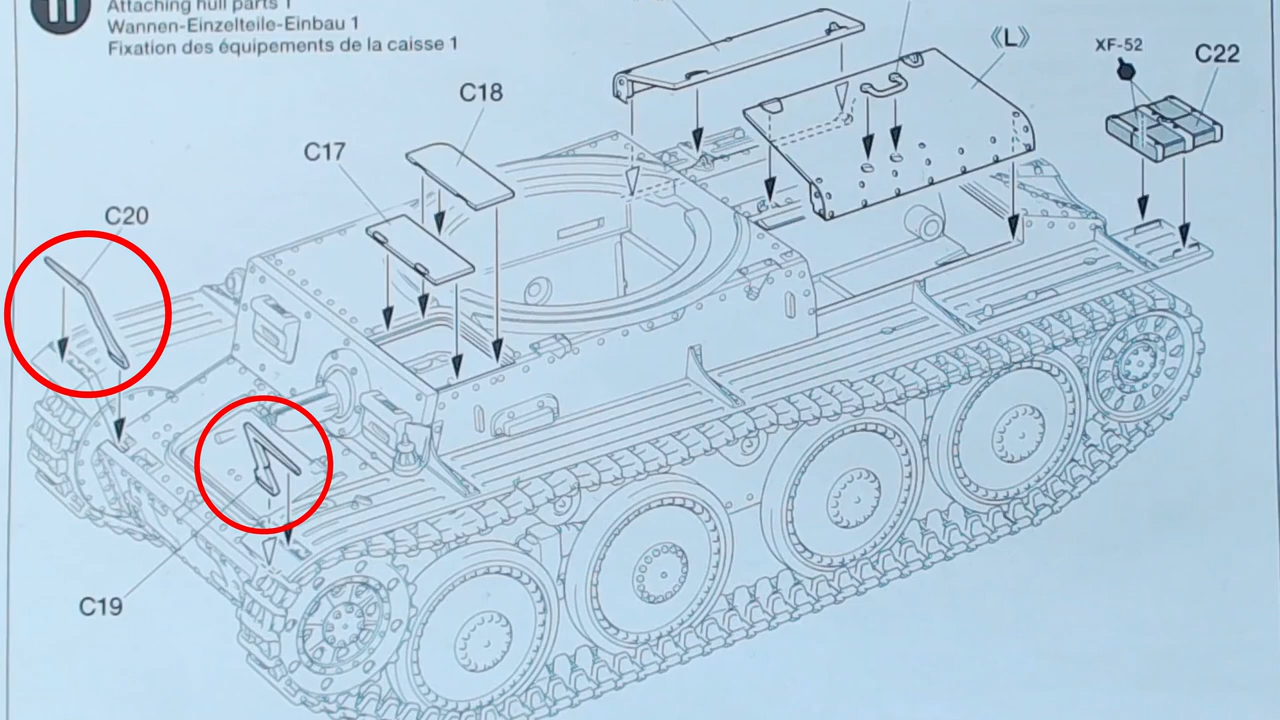 11
Attaching hull parts 1
Wannen-Einzelteile-Einbau 1
Fixation des équipements de la caisse 1
《L》
XF-52
C22
C18
C17
C20
C19